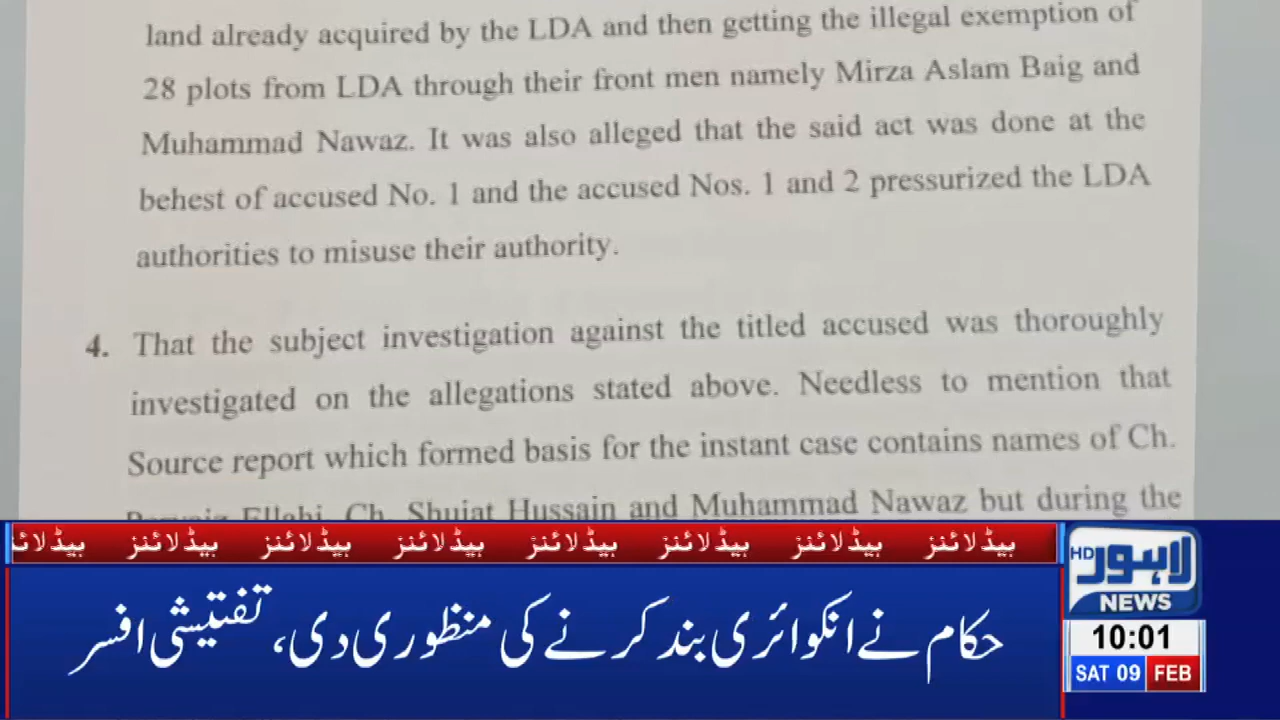 land already acquired by the LDA and then getting the illegal exemption of
28 plots from LDA through their front men namely Mirza Aslam Baig and
Muhammad Nawaz. It was also alleged that the said act was done at the
behest of accused No. 1 and the accused Nos. 1 and 2 pressurized the LDA
authorities to misuse their authority.
4. That the subject investigation against the titled accused was thoroughly
investigated on the allegations stated above. Needless to mention that
Source report which formed basis for the instant case contains names of Ch.
Ellahi, Ch. Shujat Hussain and Muhammad Nawaz but during the
ہیڈلائنز ہیڈلائنز ہیڈلائنز ہیڈلائنز ہیڈلائنز ہیڈلائنز ہیڈلائنز ہیڈلائنز
حکام نے انکوائری بند کرنے کی منظوری دی، تفتیشی افسر
لاہور HD
NEWS
10:01
SAT 09 FEB